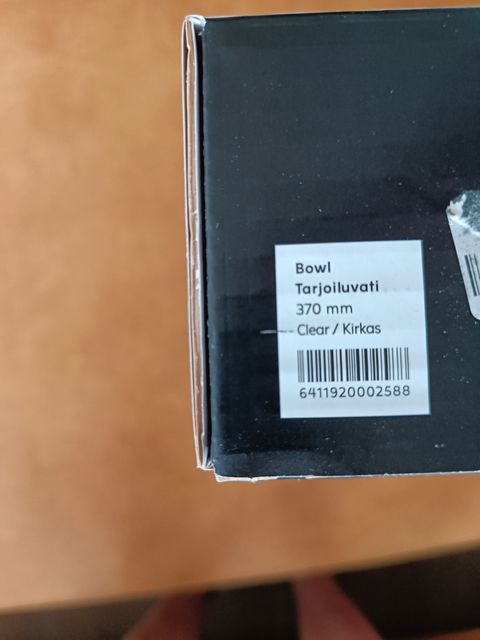 Bowl
Tarjoiluvati
370 mm
Clear / Kirkas
6411920002588